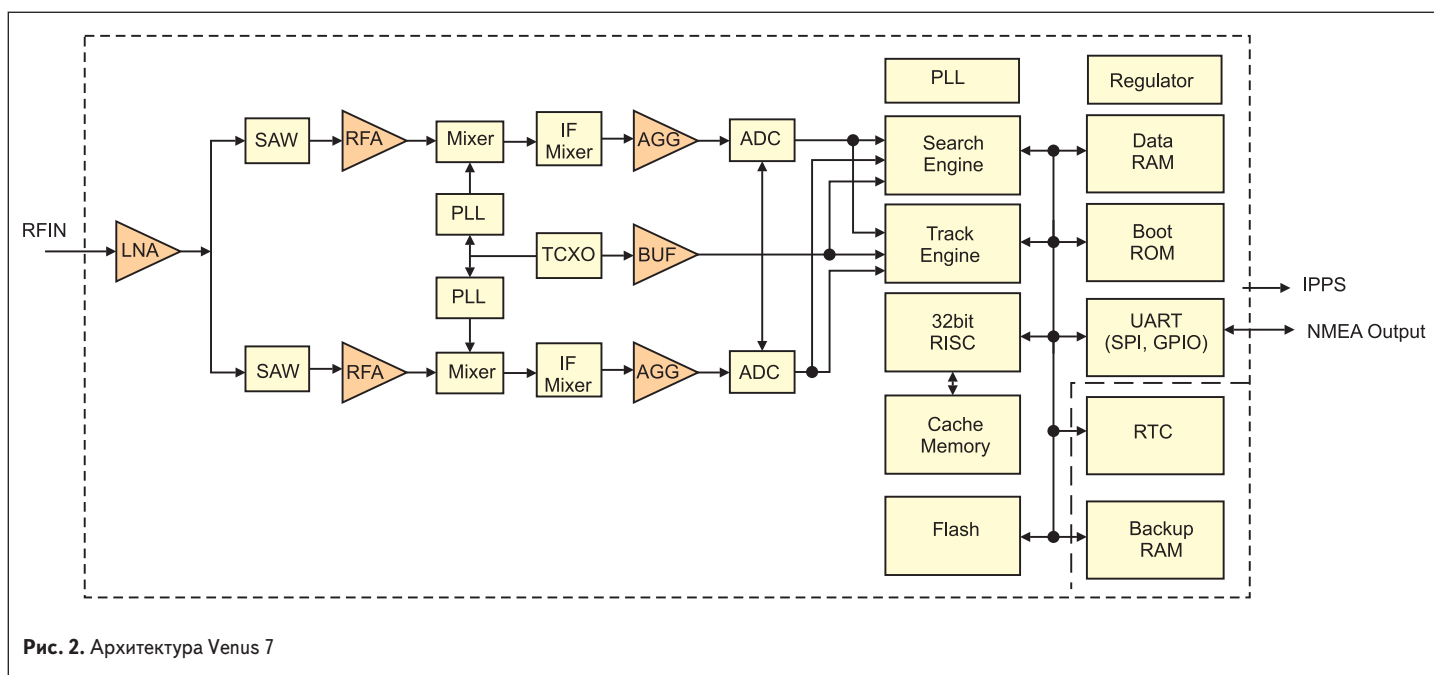 PLL
Regulator
SAW
RFA
Mixer
IF
Mixer
AGG
ADC
Search
Engine
Data
RAM
PLL
RFIN
LNA
TCXO
BUF
Track
Engine
Boot
ROM
PLL
IPPS
32bit
RISC
UART
(SPI, GPIO)
NMEA Output
SAW
RFA
Mixer
IF
Mixer
AGG
ADC
Cache
Memory
RTC
Flash
Backup
RAM
Рис. 2. Архитектура Venus 7